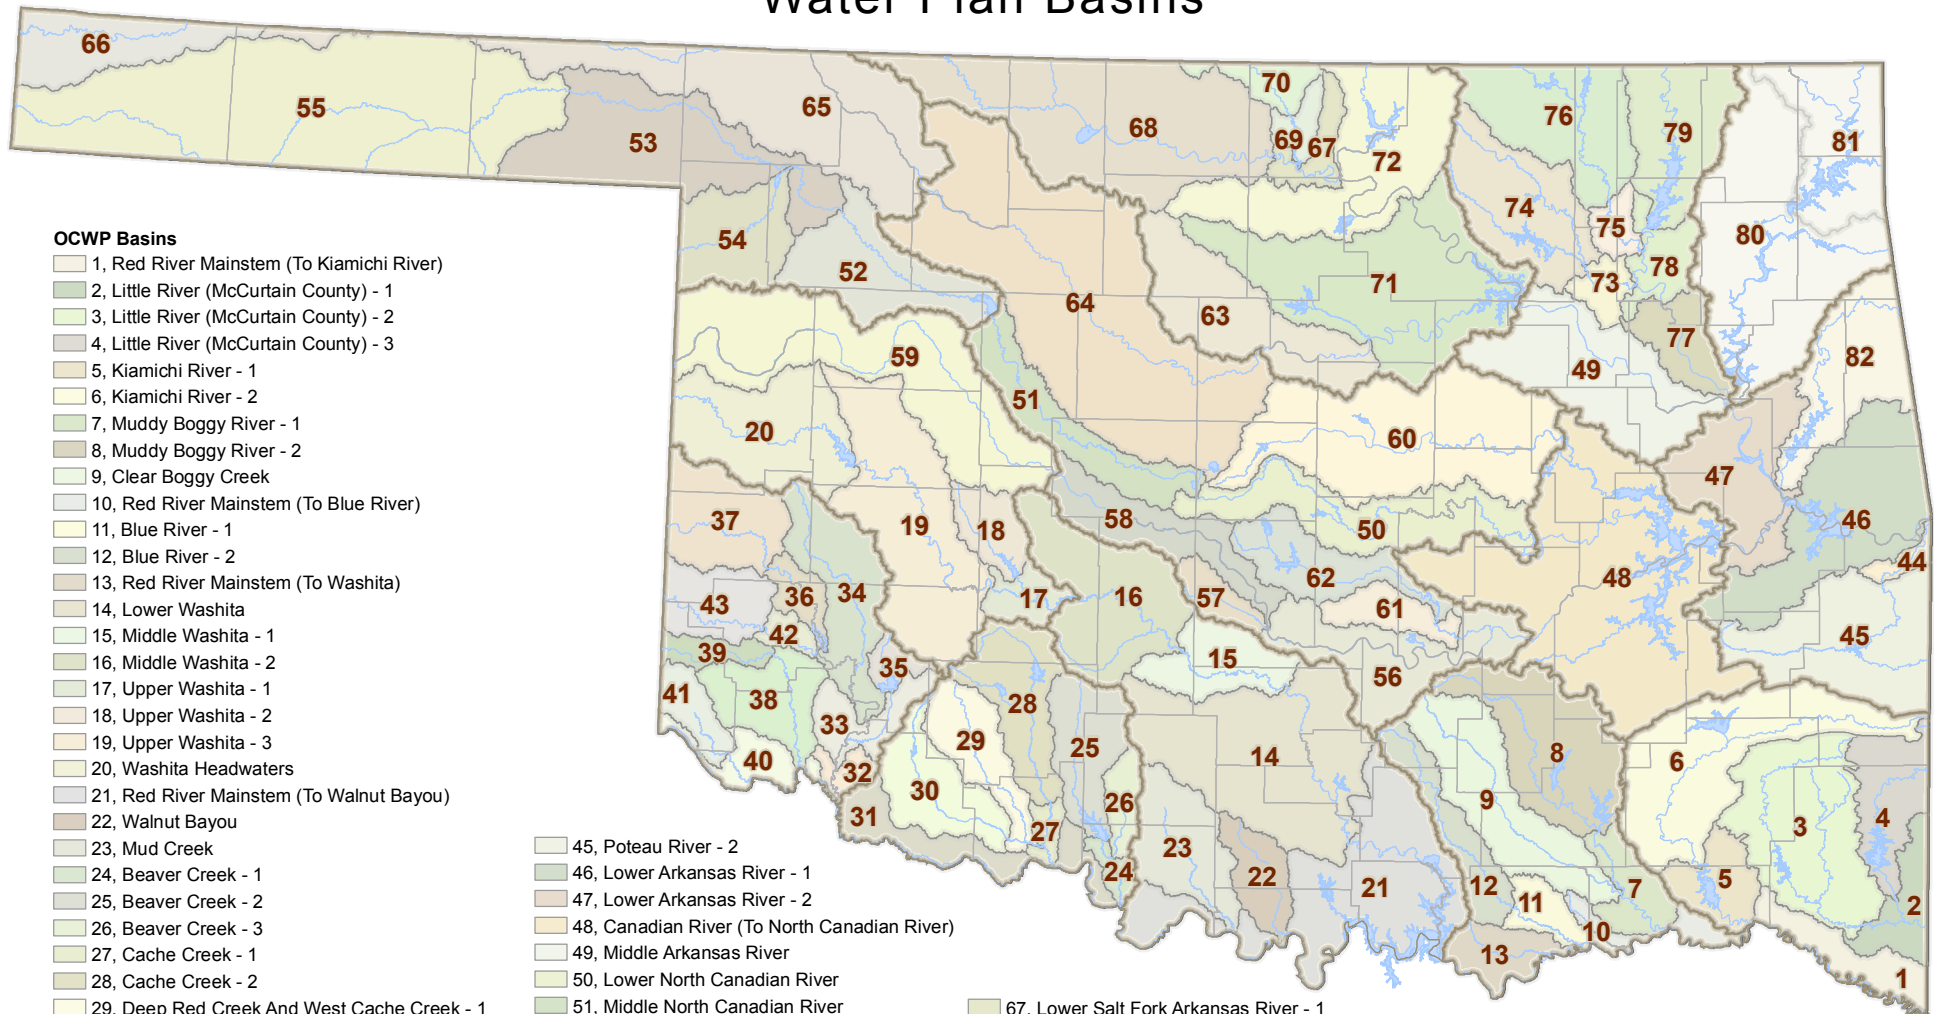 Water Plan Basins
66
55
53
65
68
70
69
67
72
76
79
81
74
75
80
54
52
78
73
71
64
63
77
59
49
82
51
20
60
47
37
19
18
58
50
46
44
43
36
34
17
16
57
62
61
48
42
39
35
15
45
41
38
33
28
56
29
25
14
8
6
40
32
30
26
9
3
4
31
27
24
23
22
21
12
11
7
5
2
10
13
1
OCWP Basins
1, Red River Mainstem (To Kiamichi River)
2, Little River (McCurtain County) - 1
3, Little River (McCurtain County) - 2
4, Little River (McCurtain County) - 3
5, Kiamichi River - 1
6, Kiamichi River - 2
7, Muddy Boggy River - 1
8, Muddy Boggy River - 2
9, Clear Boggy Creek
10, Red River Mainstem (To Blue River)
11, Blue River - 1
12, Blue River - 2
13, Red River Mainstem (To Washita)
14, Lower Washita
15, Middle Washita - 1
16, Middle Washita - 2
17, Upper Washita - 1
18, Upper Washita - 2
19, Upper Washita - 3
20, Washita Headwaters
21, Red River Mainstem (To Walnut Bayou)
22, Walnut Bayou
23, Mud Creek
24, Beaver Creek - 1
25, Beaver Creek - 2
26, Beaver Creek - 3
27, Cache Creek - 1
28, Cache Creek - 2
29, Deep Red Creek And West Cache Creek - 1
45, Poteau River - 2
46, Lower Arkansas River - 1
47, Lower Arkansas River - 2
48, Canadian River (To North Canadian River)
49, Middle Arkansas River
50, Lower North Canadian River
51, Middle North Canadian River
67, Lower Salt Fork Arkansas River - 1